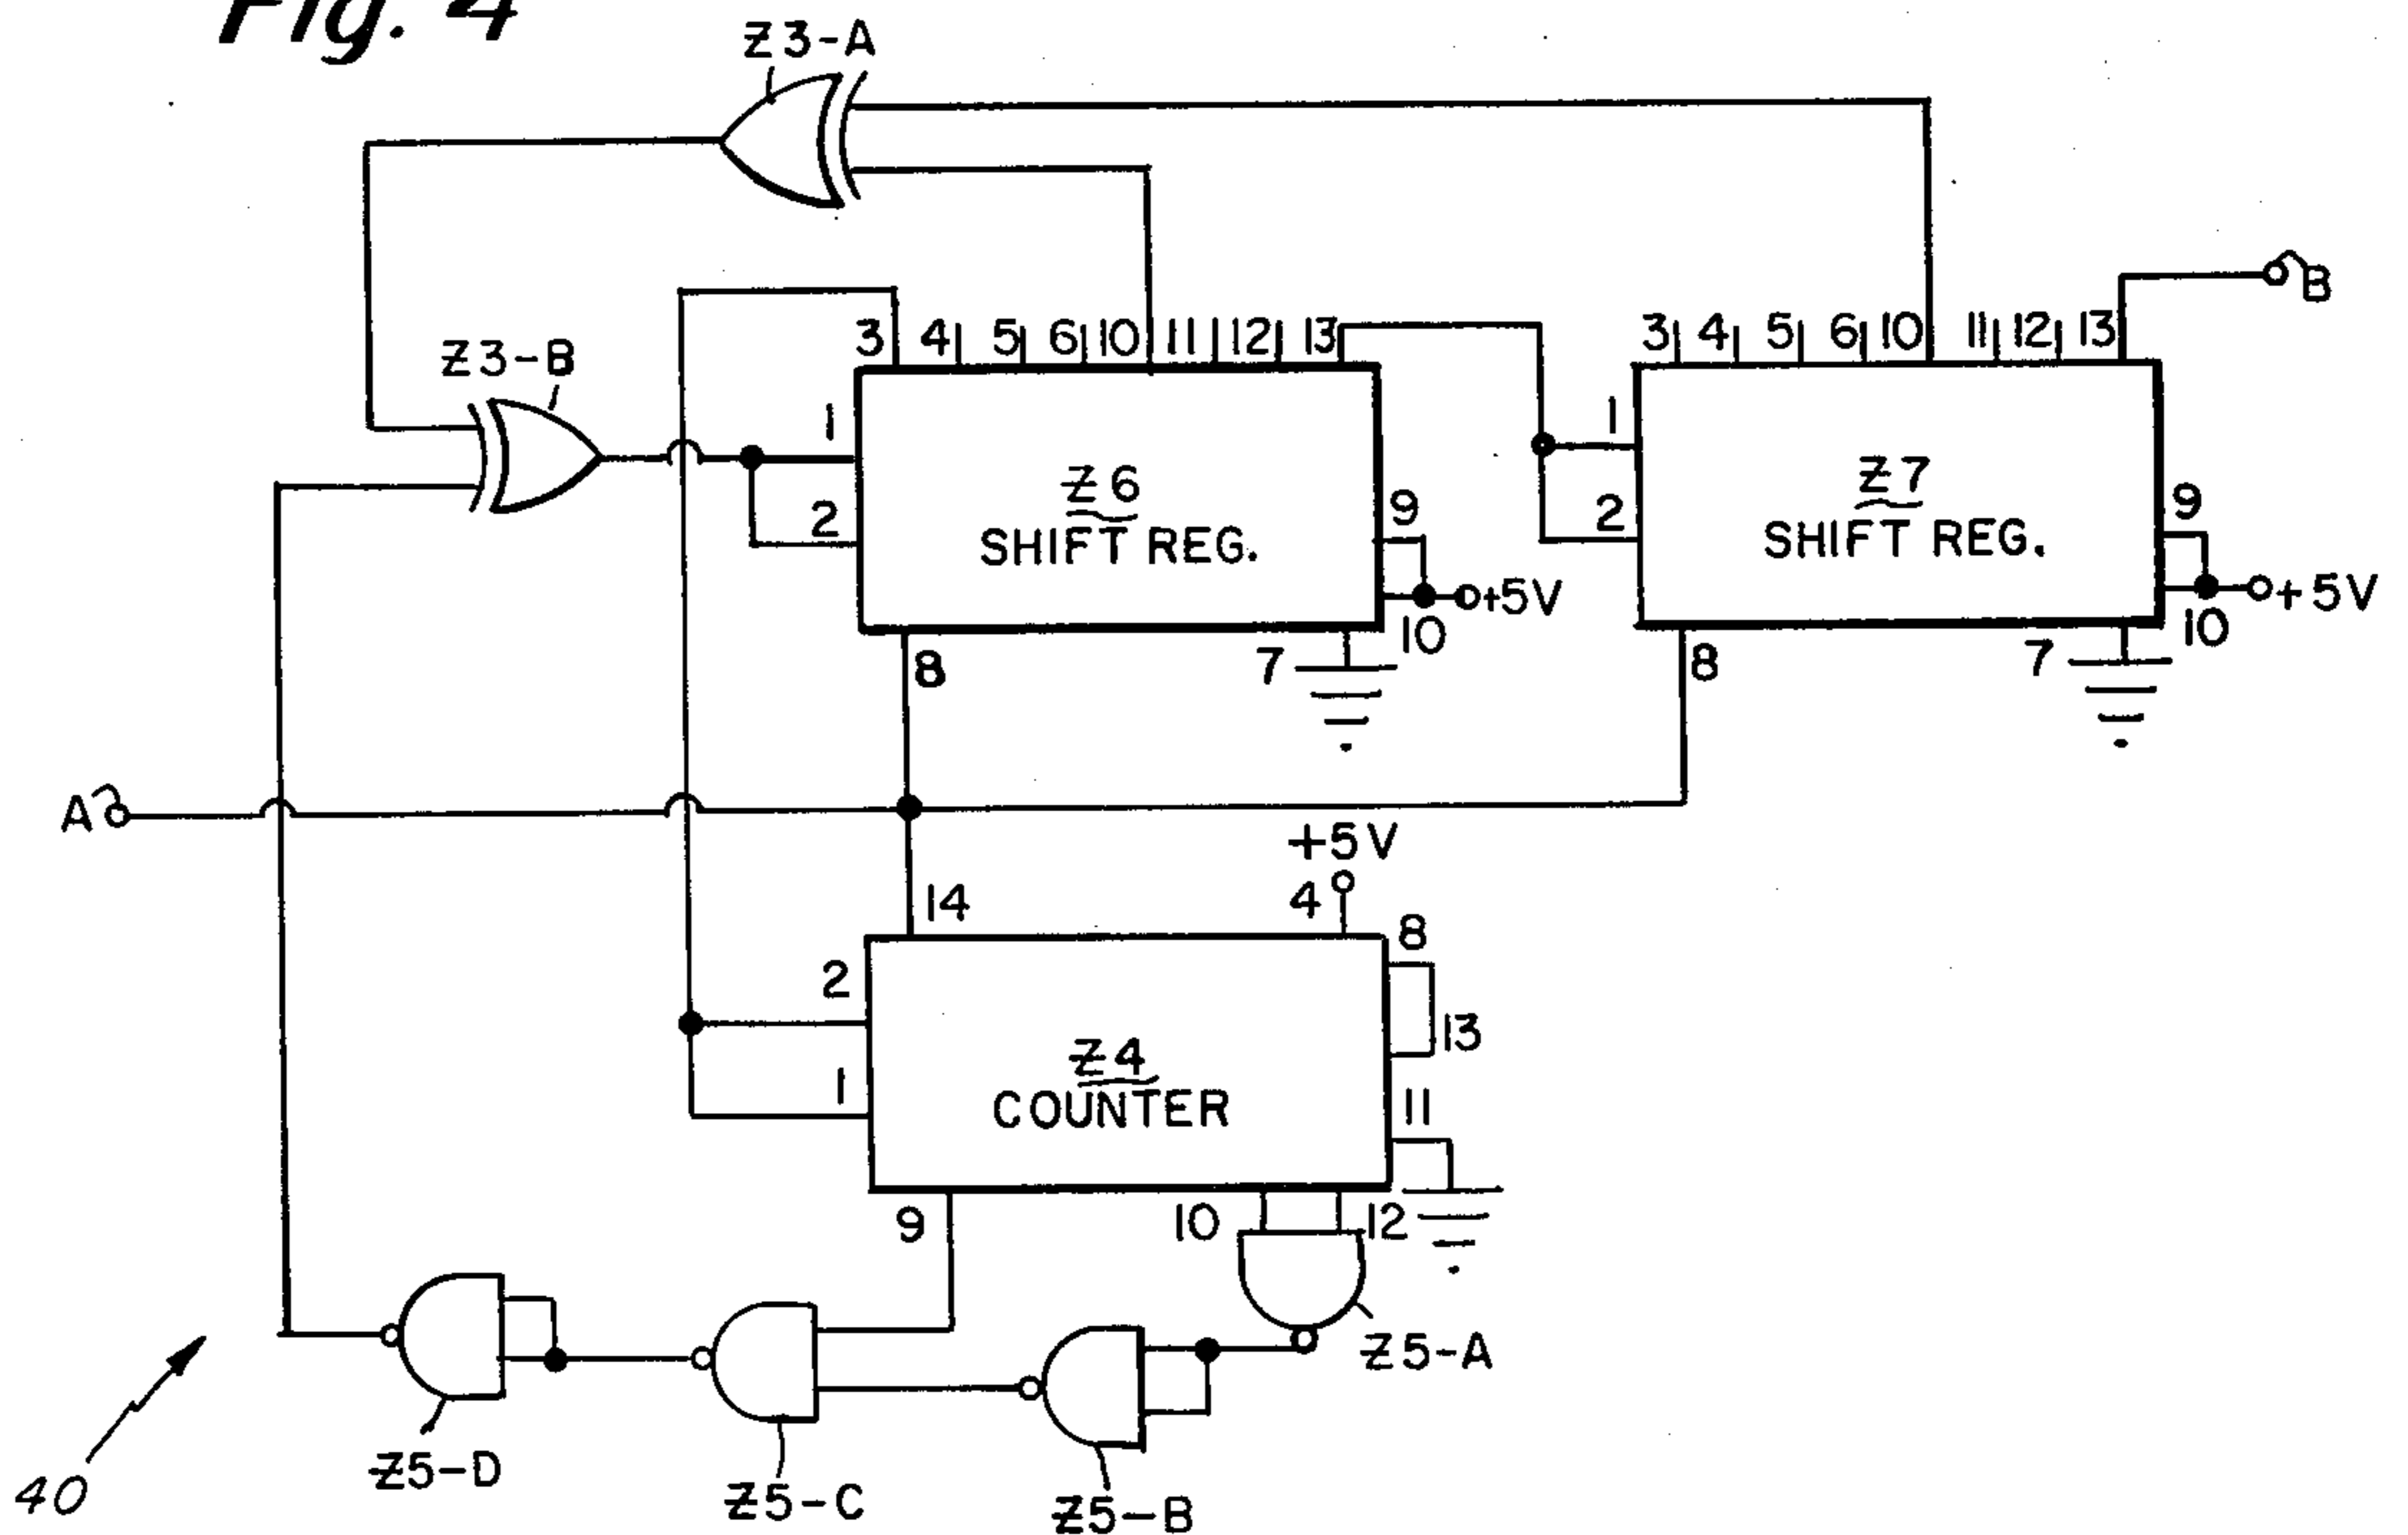 Fig. 4
Z3-A
B
3 4 5 6 10 11 12 13
3 4 5 6 10 11 12 13
Z3-B
1
1
2
2
Z6
SHIFT REG.
Z7
SHIFT REG.
9
9
+5V
+5V
10
10
8
7
8
7
A
+5V
14
4
8
2
13
Z4
COUNTER
1
11
9
10
12
Z5-A
Z5-D
Z5-C
Z5-B
40